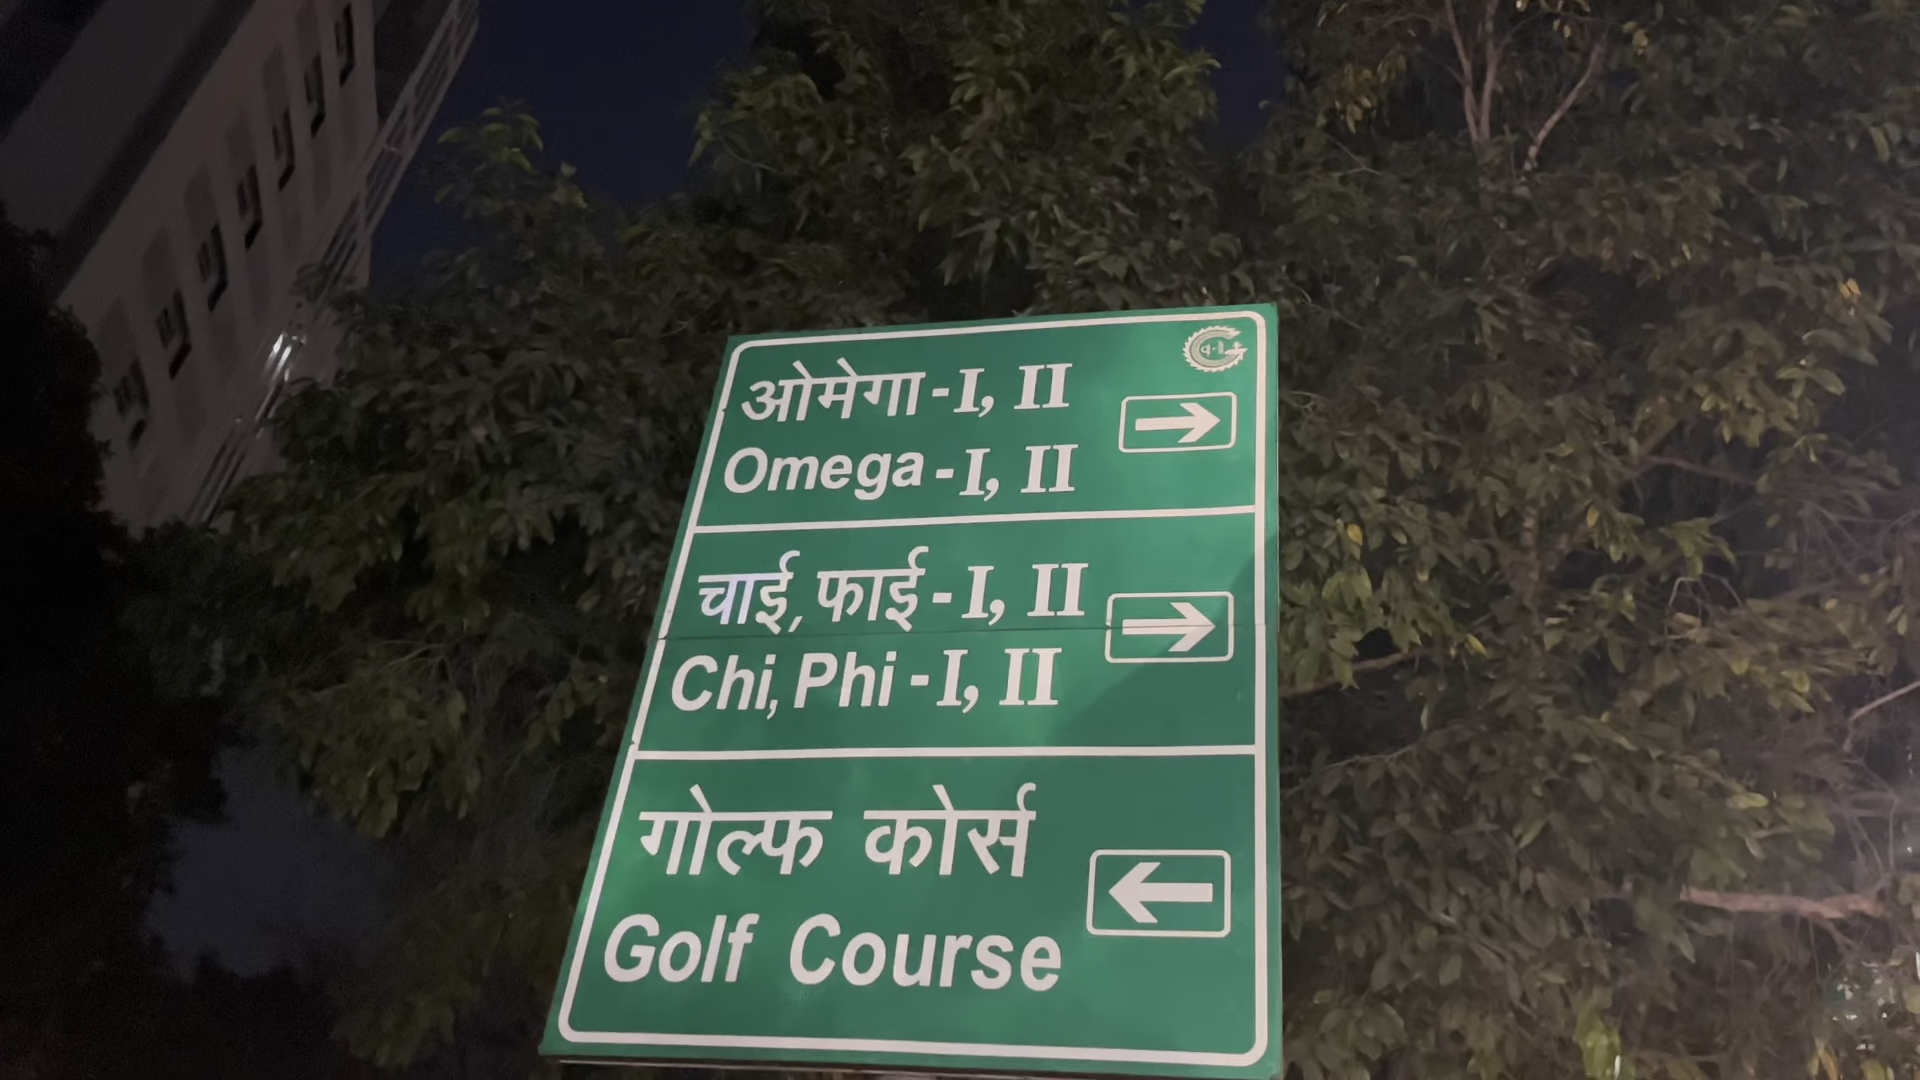 ओमेगा-I, II
Omega-I, II
चाई, फाई-I, II
Chi, Phi-I, II
गोल्फ कोर्स
Golf Course